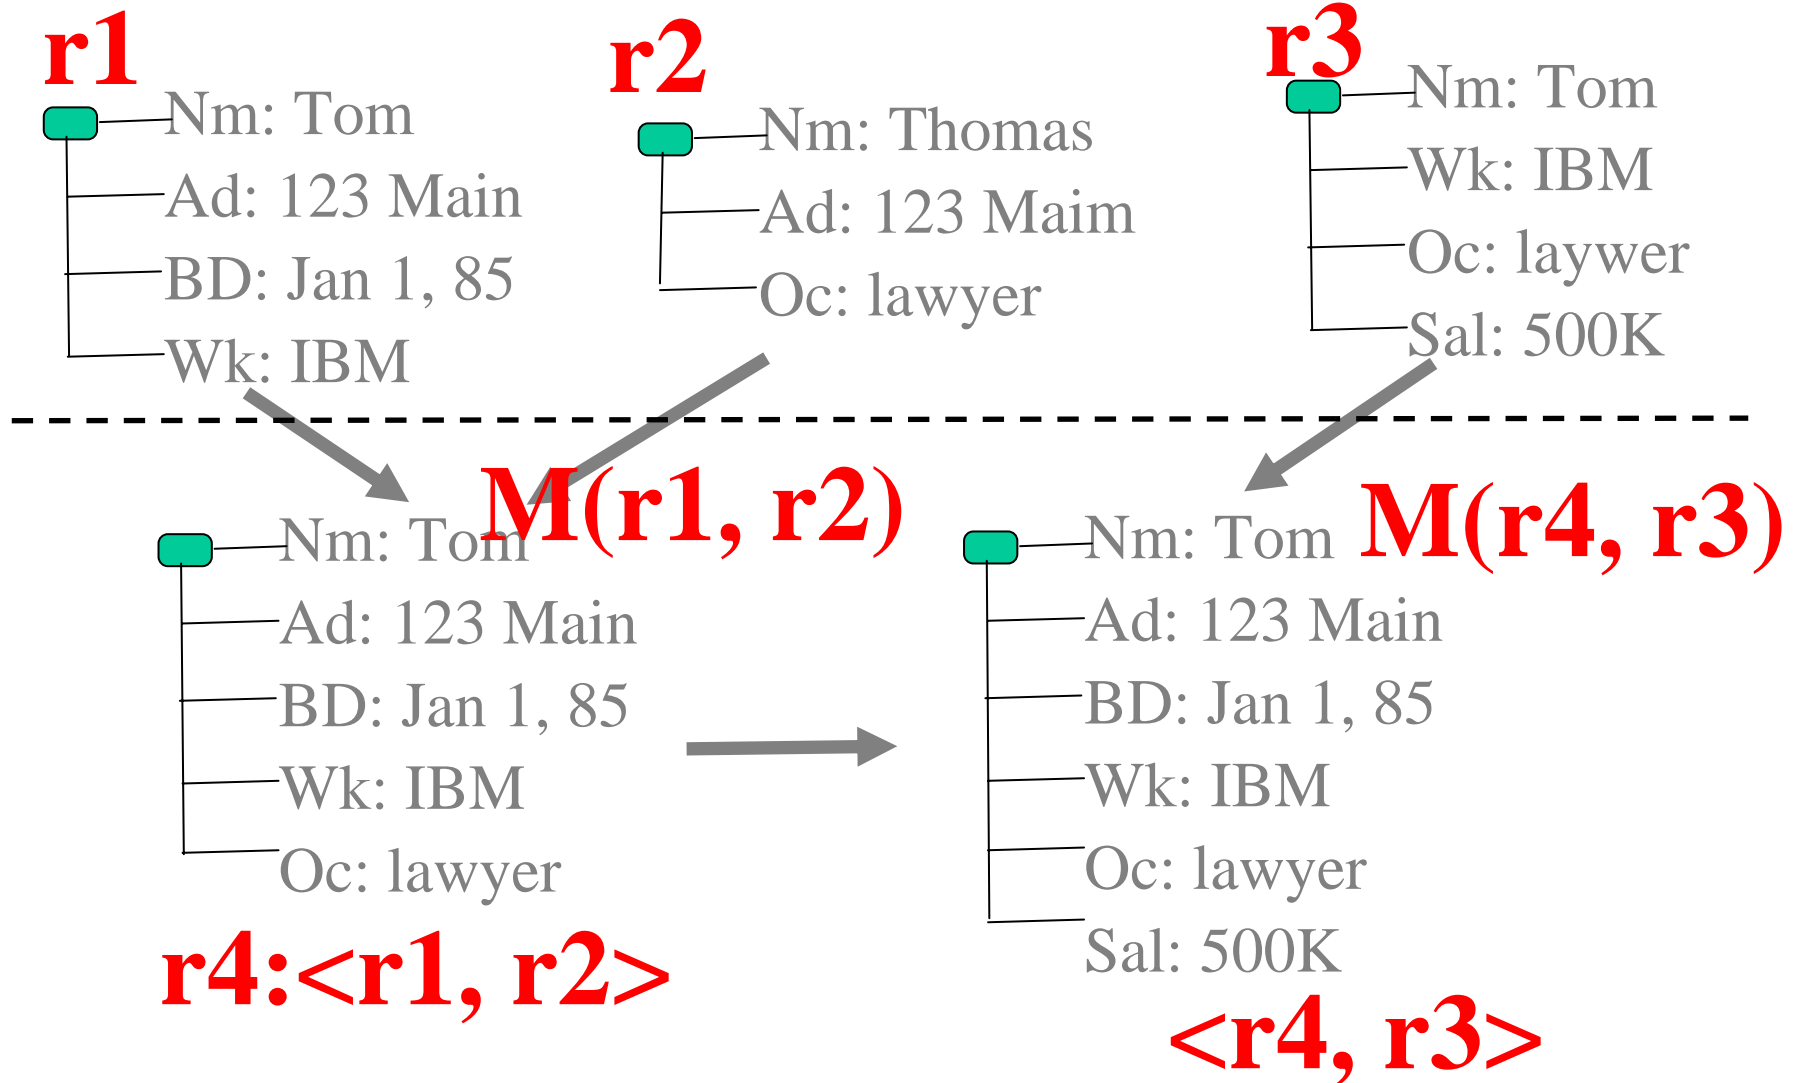 r1
Nm: Tom
Ad: 123 Main
BD: Jan 1, 85
Wk: IBM
r2
Nm: Thomas
Ad: 123 Maim
Oc: lawyer
r3
Nm: Tom
Wk: IBM
Oc: laywer
Sal: 500K
M(r1, r2)
Nm: Tom
Ad: 123 Main
BD: Jan 1, 85
Wk: IBM
Oc: lawyer
r4:<r1, r2>
M(r4, r3)
Nm: Tom
Ad: 123 Main
BD: Jan 1, 85
Wk: IBM
Oc: lawyer
Sal: 500K
<r4, r3>